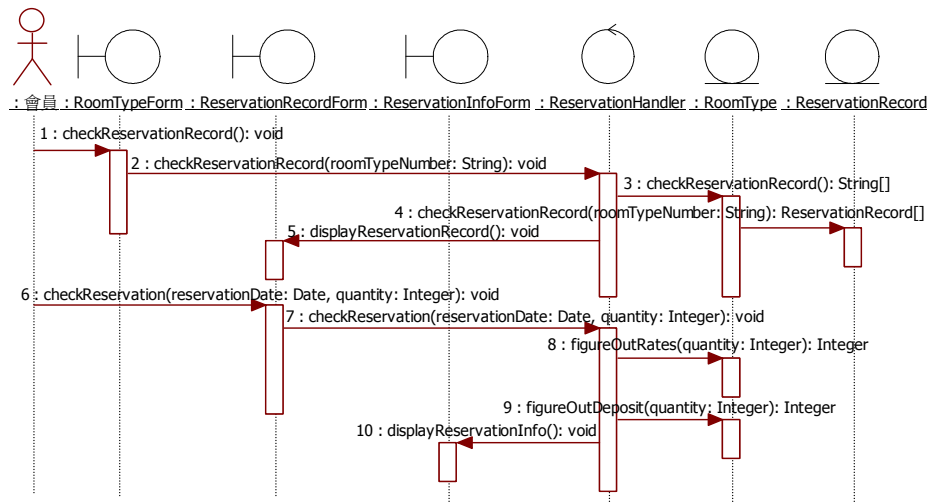 : 會員 : RoomTypeForm : ReservationRecordForm : ReservationInfoForm : ReservationHandler : RoomType : ReservationRecord
1 : checkReservationRecord(): void
2 : checkReservationRecord(roomTypeNumber: String): void
3 : checkReservationRecord(): String[]
4 : checkReservationRecord(roomTypeNumber: String): ReservationRecord[]
5 : displayReservationRecord(): void
6 : checkReservation(reservationDate: Date, quantity: Integer): void
7 : checkReservation(reservationDate: Date, quantity: Integer): void
8 : figureOutRates(quantity: Integer): Integer
9 : figureOutDeposit(quantity: Integer): Integer
10 : displayReservationInfo(): void